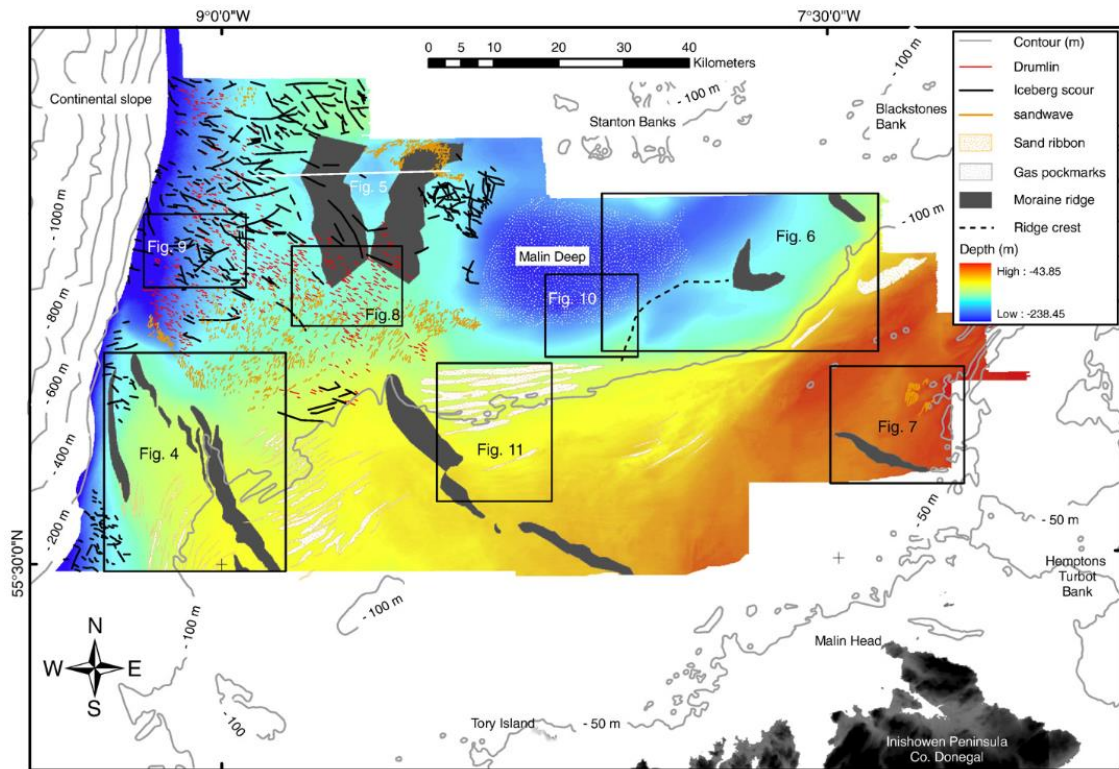 9°0'0"W
7°30'0"W
0 5 10 20 30 40
Kilometers
Continental slope
Stanton Banks
Blackstones
Bank
- 100 m
- 100 m
- 100 m
Contour (m)
Drumlin
Iceberg scour
sandwave
Sand ribbon
Gas pockmarks
Moraine ridge
Ridge crest
Depth (m)
High : -43.85
Low : -238.45
- 1000 m
- 800 m
- 600 m
- 400 m
- 200 m
Fig. 5
Fig. 9
Fig. 6
Malin Deep
Fig. 10
Fig.8
Fig. 7
Fig. 4
Fig. 11
55°30'0"N
- 50 m
- 50 m
Hemptons
Turbot
Bank
- 100 m
- 100 m
Malin Head
N
W
E
S
- 100
Tory Island
- 50 m
Inishowen Peninsula
Co. Donegal